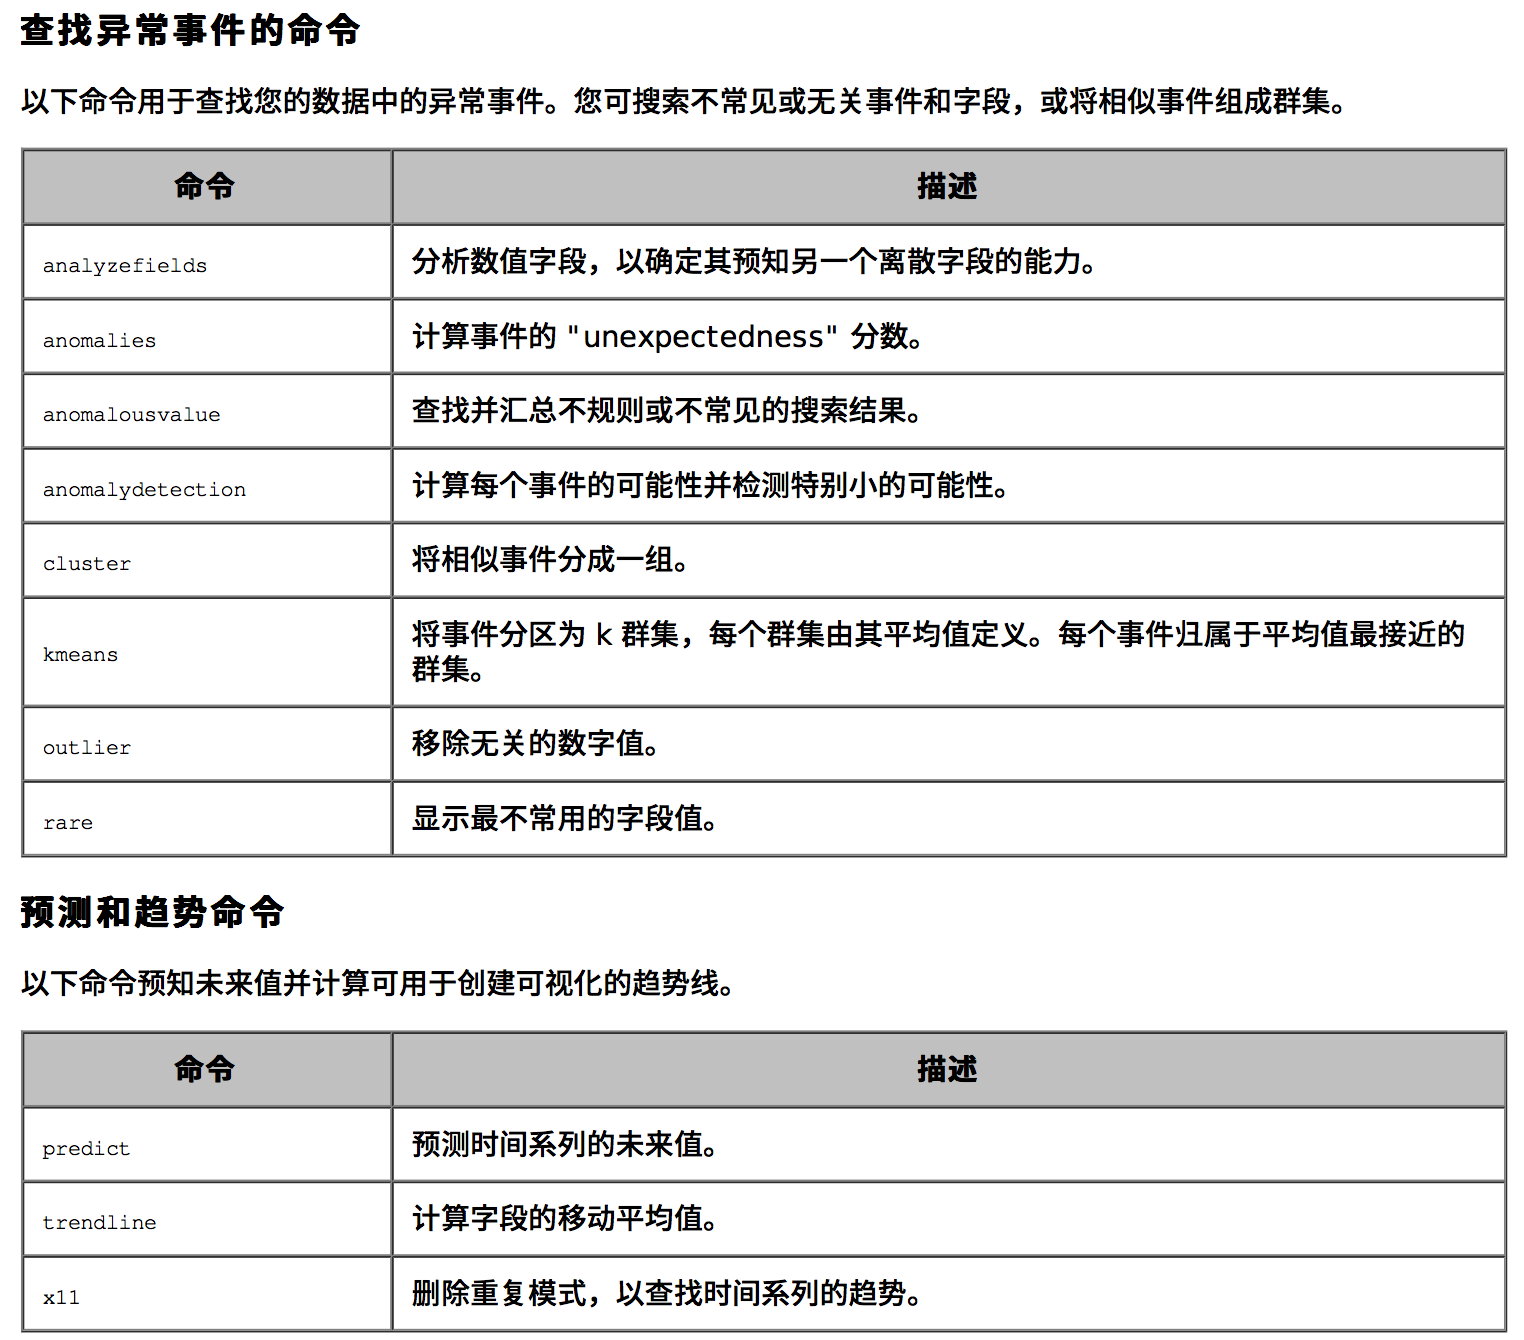 查找异常事件的命令
以下命令用于查找您的数据中的异常事件。您可搜索不常见或无关事件和字段，或将相似事件组成群集。
命令 描述
analyzefields 分析数值字段，以确定其预知另一个离散字段的能力。
anomalies 计算事件的 "unexpectedness" 分数。
anomalousvalue 查找并汇总不规则或不常见的搜索结果。
anomalydetection 计算每个事件的可能性并检测特别小的可能性。
cluster 将相似事件分成一组。
kmeans 将事件分区为 k 群集，每个群集由其平均值定义。每个事件归属于平均值最接近的
群集。
outlier 移除无关的数字值。
rare 显示最不常用的字段值。
预测和趋势命令
以下命令预知未来值并计算可用于创建可视化的趋势线。
命令 描述
predict 预测时间系列的未来值。
trendline 计算字段的移动平均值。
x11 删除重复模式，以查找时间系列的趋势。